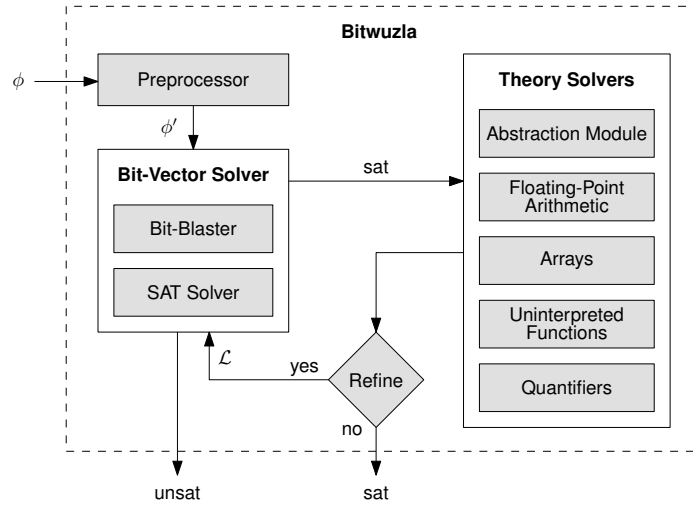 Bitwuzla
ϕ
Preprocessor
ϕ′
Bit-Vector Solver
Bit-Blaster
SAT Solver
sat
Theory Solvers
Abstraction Module
Floating-Point
Arithmetic
Arrays
Uninterpreted
Functions
Quantifiers
ℒ
yes
Refine
no
unsat
sat